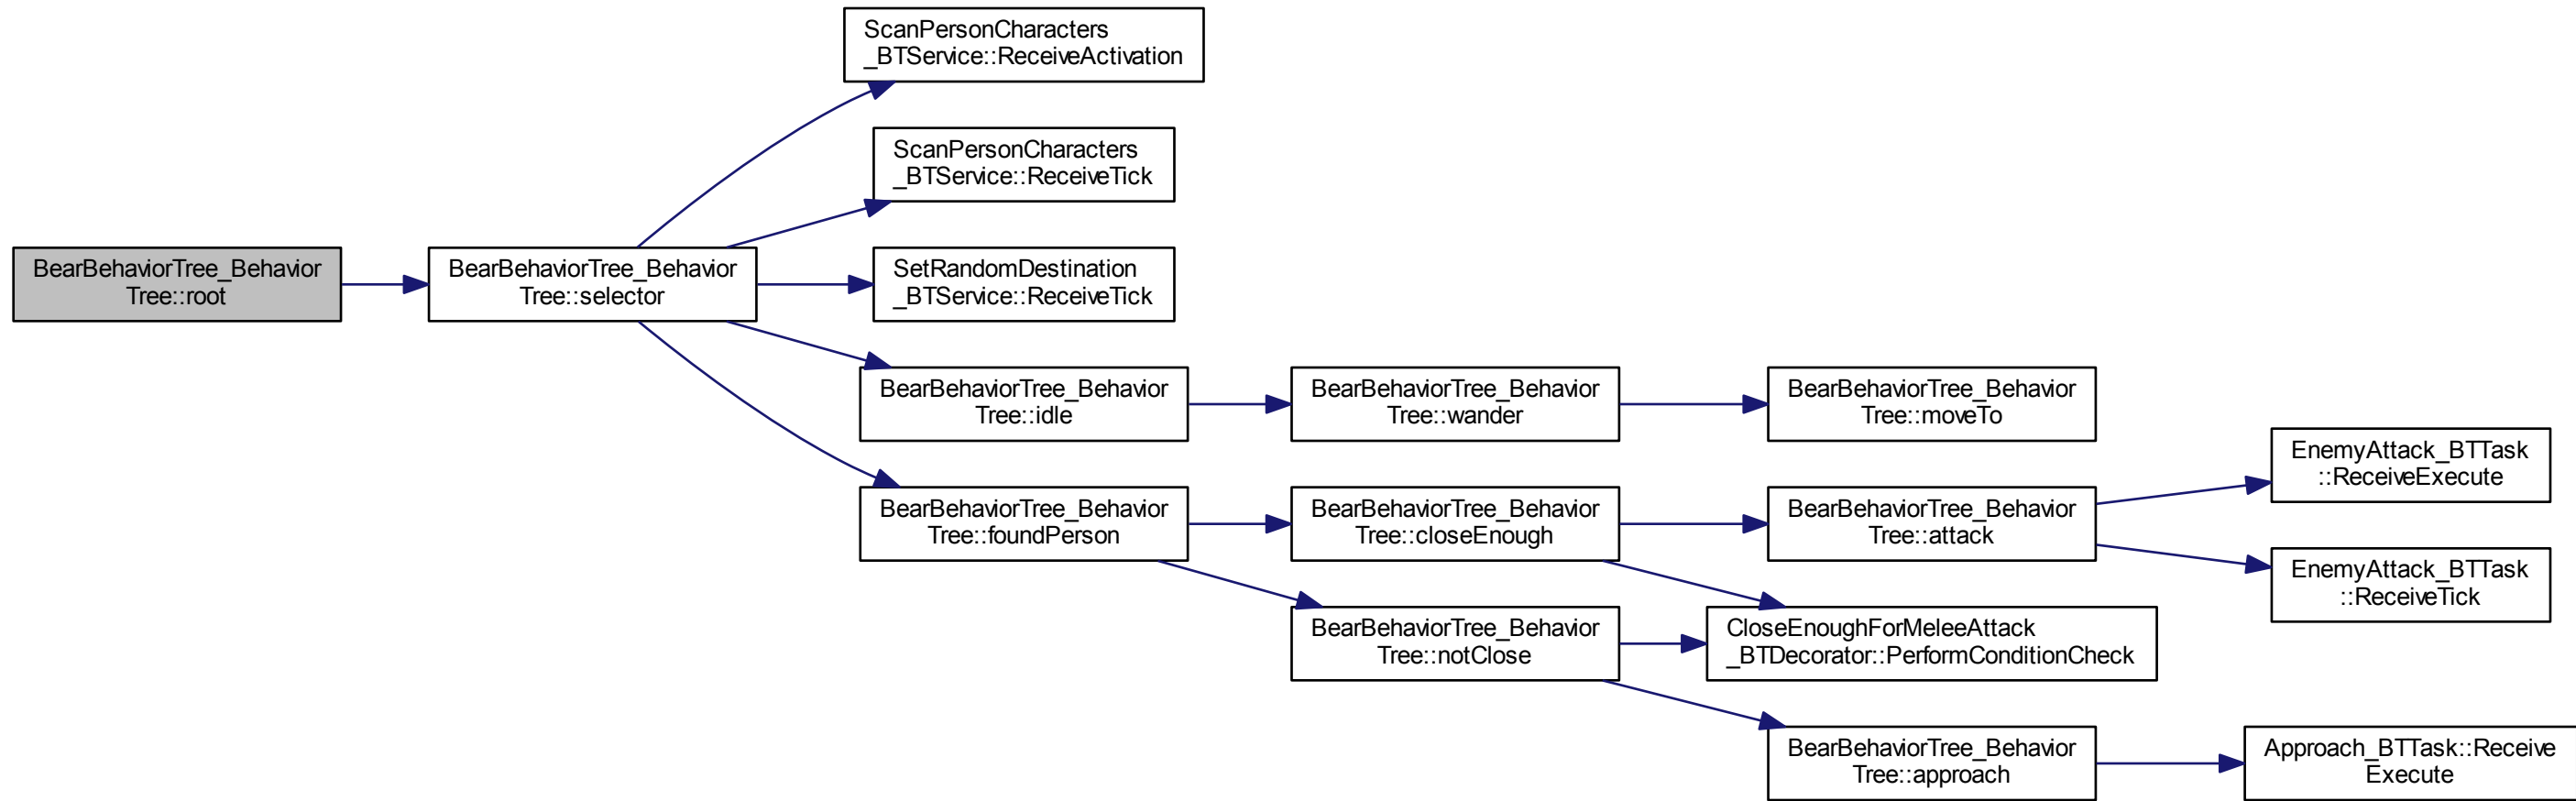 ScanPersonCharacters
_BTService::ReceiveActivation
ScanPersonCharacters
_BTService::ReceiveTick
BearBehaviorTree_Behavior
Tree::root
BearBehaviorTree_Behavior
Tree::selector
SetRandomDestination
_BTService::ReceiveTick
BearBehaviorTree_Behavior
Tree::idle
BearBehaviorTree_Behavior
Tree::wander
BearBehaviorTree_Behavior
Tree::moveTo
BearBehaviorTree_Behavior
Tree::foundPerson
BearBehaviorTree_Behavior
Tree::closeEnough
BearBehaviorTree_Behavior
Tree::attack
EnemyAttack_BTTask
::ReceiveExecute
EnemyAttack_BTTask
::ReceiveTick
BearBehaviorTree_Behavior
Tree::notClose
CloseEnoughForMeleeAttack
_BTDecorator::PerformConditionCheck
BearBehaviorTree_Behavior
Tree::approach
Approach_BTTask::Receive
Execute